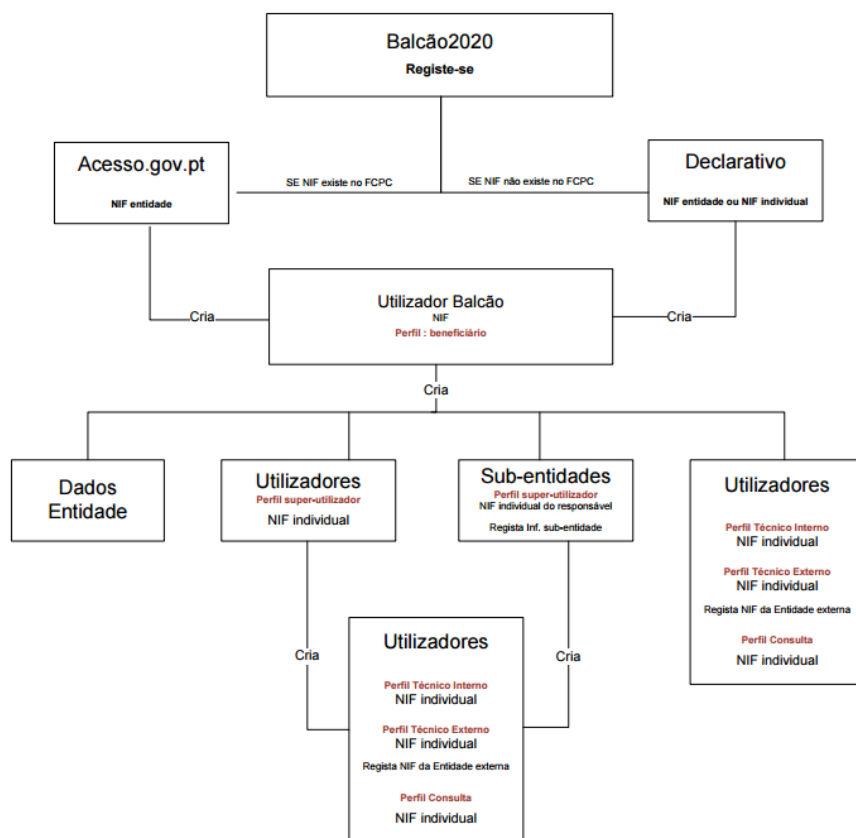 Balcão2020
Registe-se
Acesso.gov.pt
NIF entidade
SE NIF existe no FCPC
SE NIF não existe no FCPC
Declarativo
NIF entidade ou NIF individual
Cria
Utilizador Balcão
NIF
Perfil : beneficiário
Cria
Cria
Dados
Entidade
Utilizadores
Perfil super-utilizador
NIF individual
Sub-entidades
Perfil super-utilizador
NIF individual do responsável
Regista Inf. sub-entidade
Utilizadores
Perfil Técnico Interno
NIF individual
Perfil Técnico Externo
NIF individual
Regista NIF da Entidade externa
Perfil Consulta
NIF individual
Cria
Utilizadores
Perfil Técnico Interno
NIF individual
Perfil Técnico Externo
NIF individual
Regista NIF da Entidade externa
Perfil Consulta
NIF individual
Cria